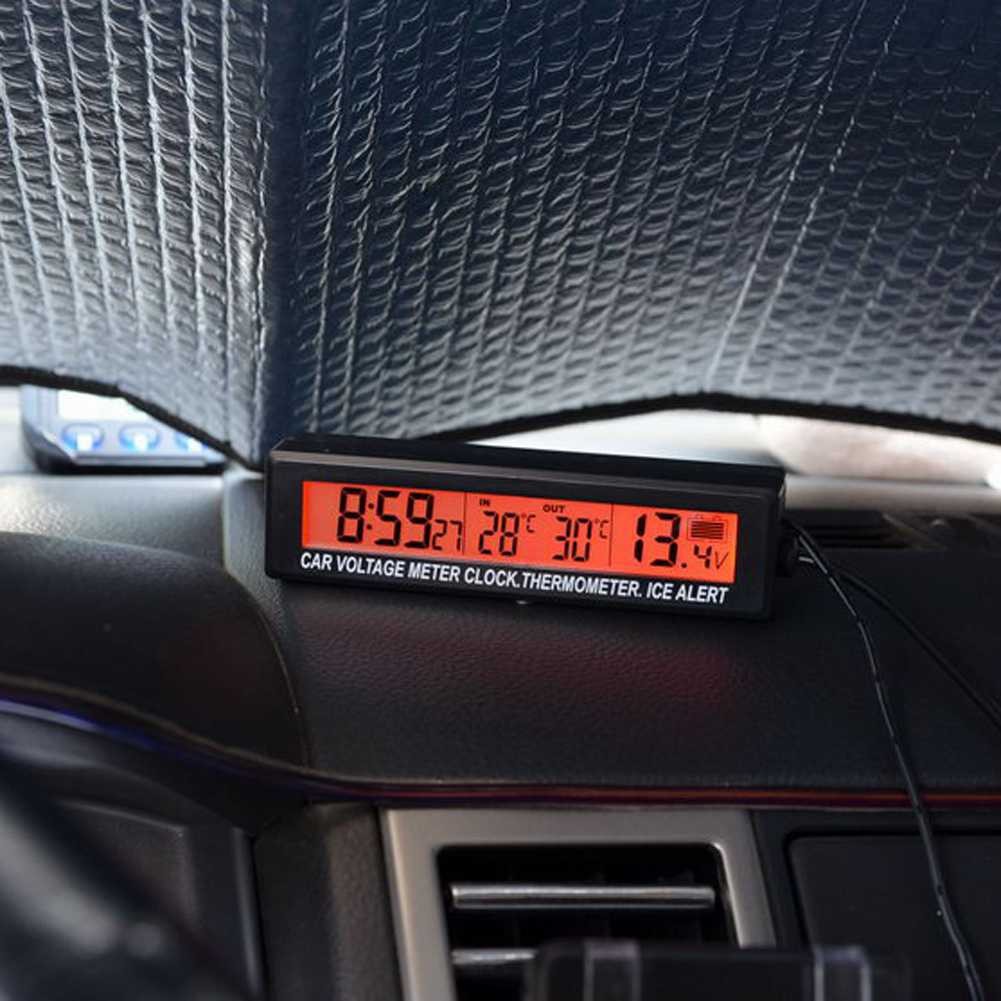 8:59 27 IN 28°C OUT 30°C 13.4V
CAR VOLTAGE METER CLOCK.THERMOMETER. ICE ALERT